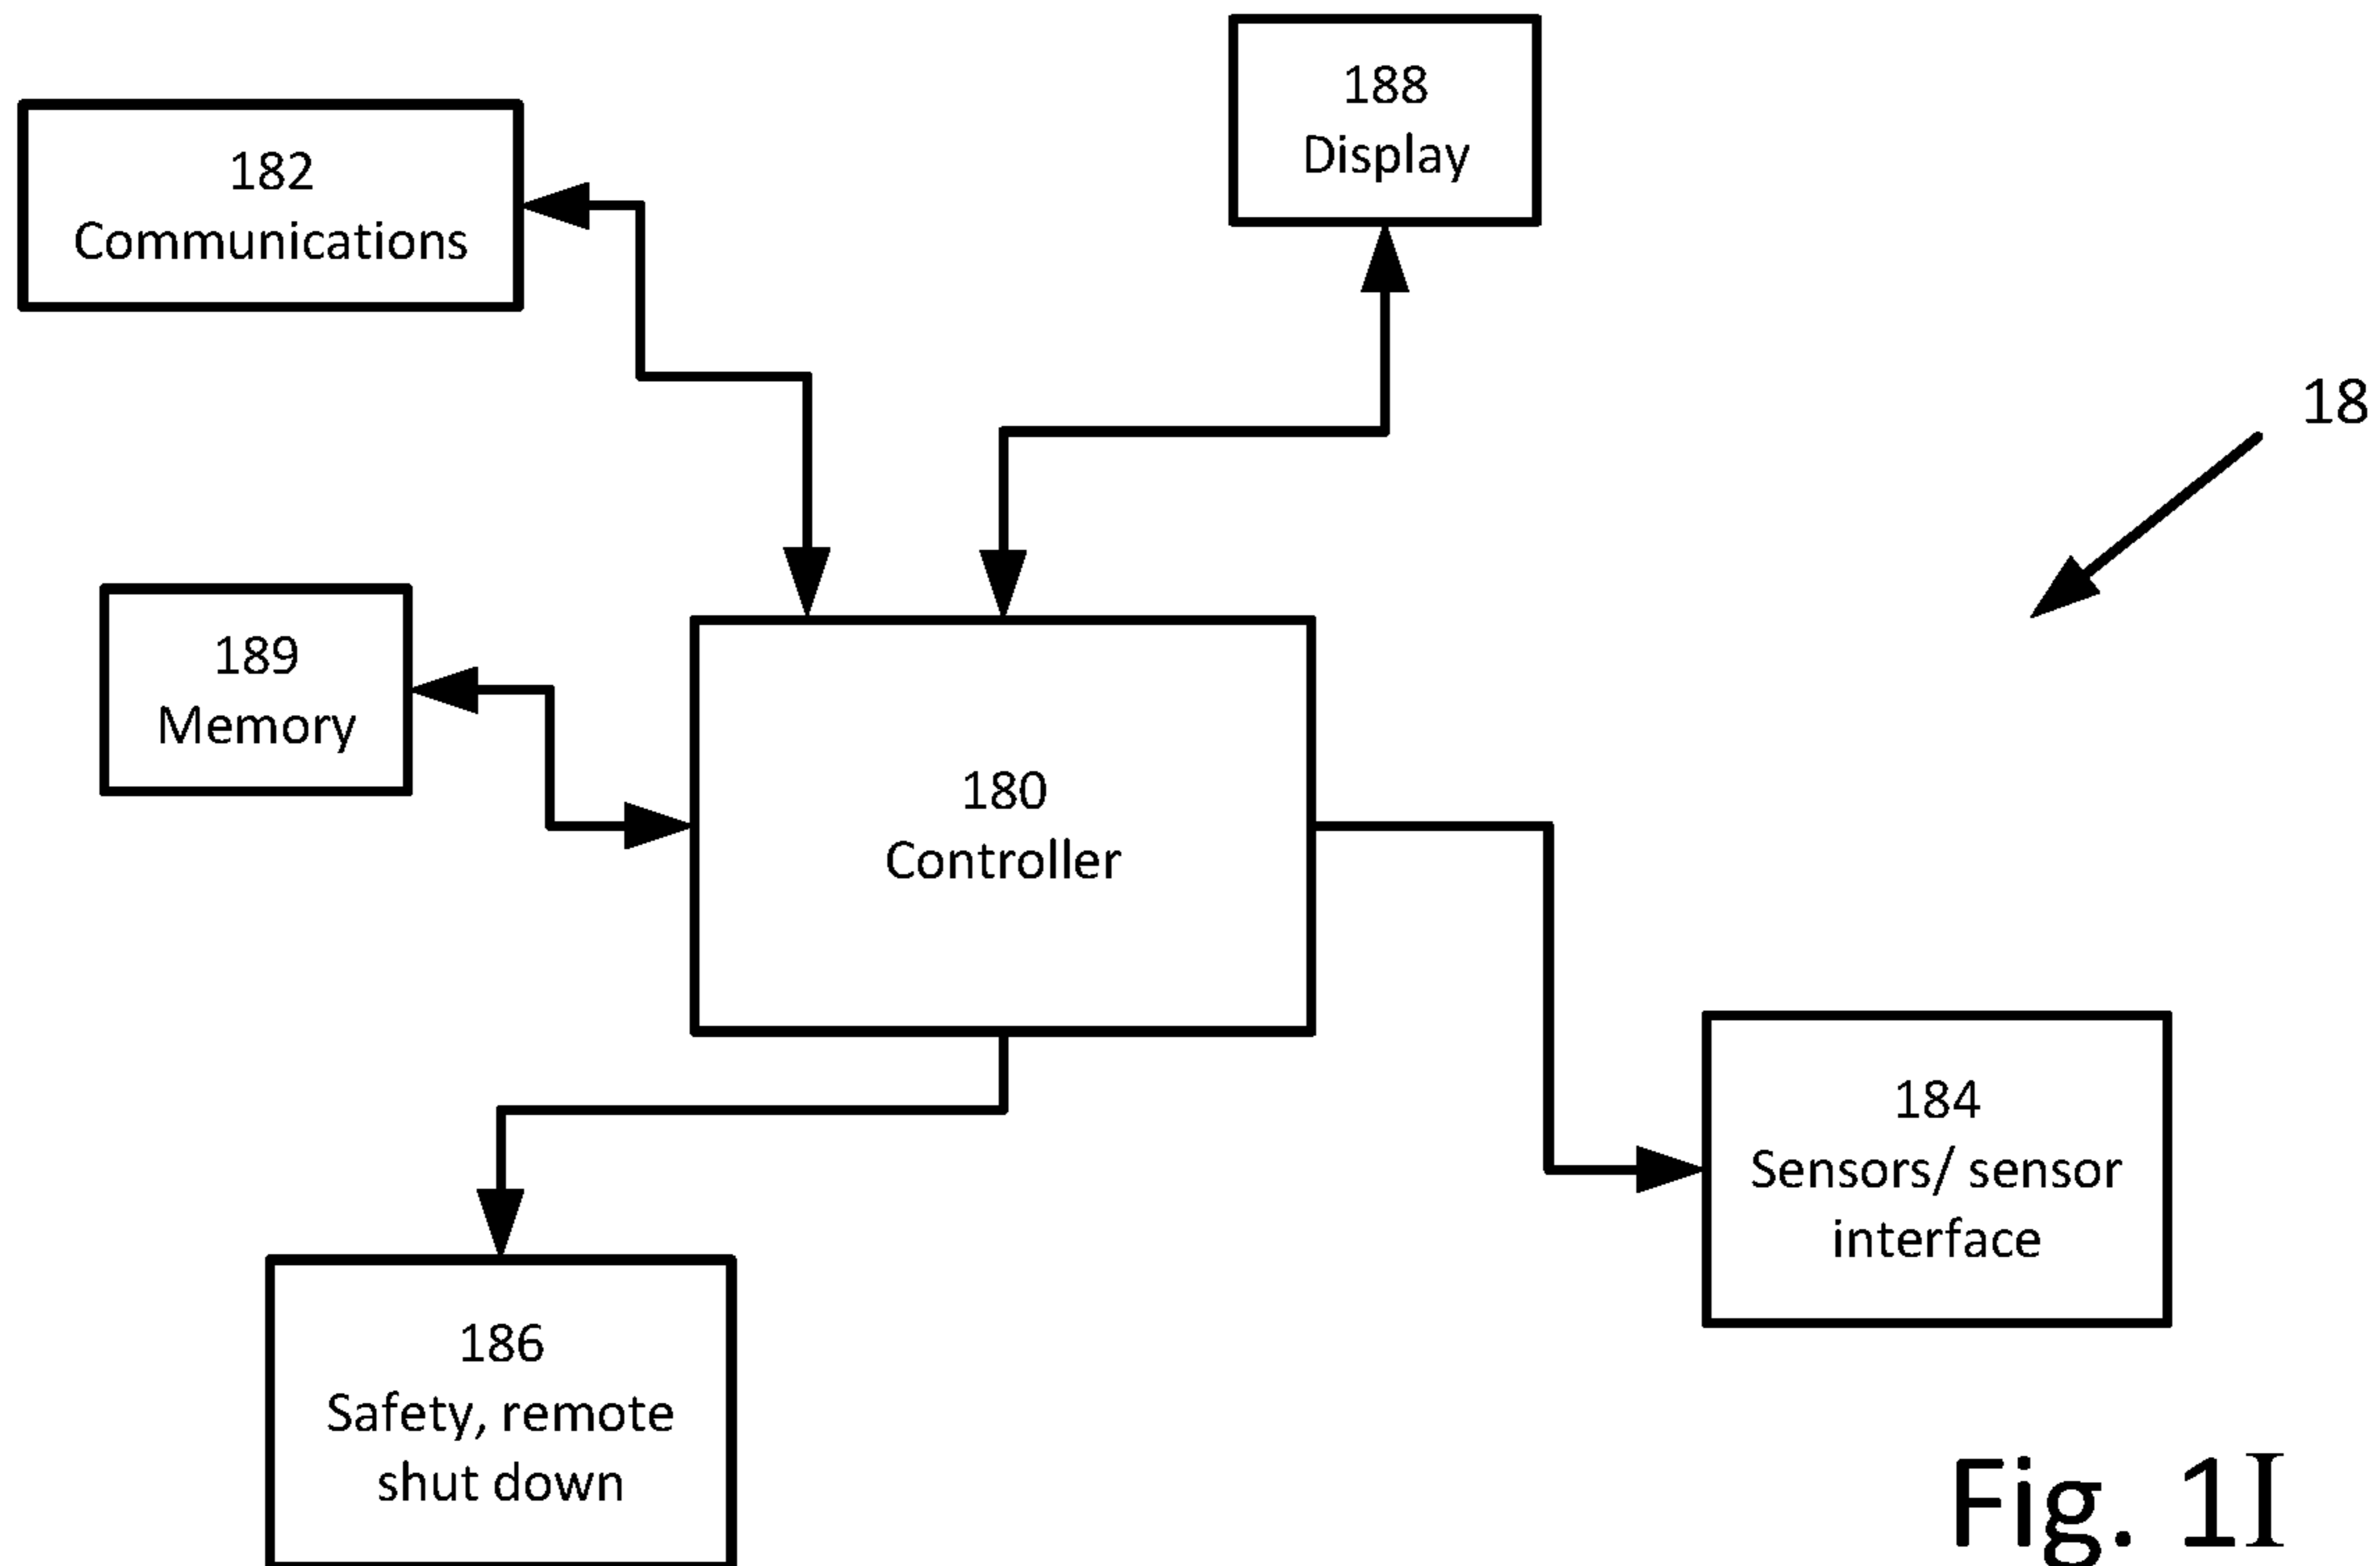 188
Display
182
Communications
18
189
Memory
180
Controller
184
Sensors/ sensor
interface
186
Safety, remote
shut down
Fig. 1I